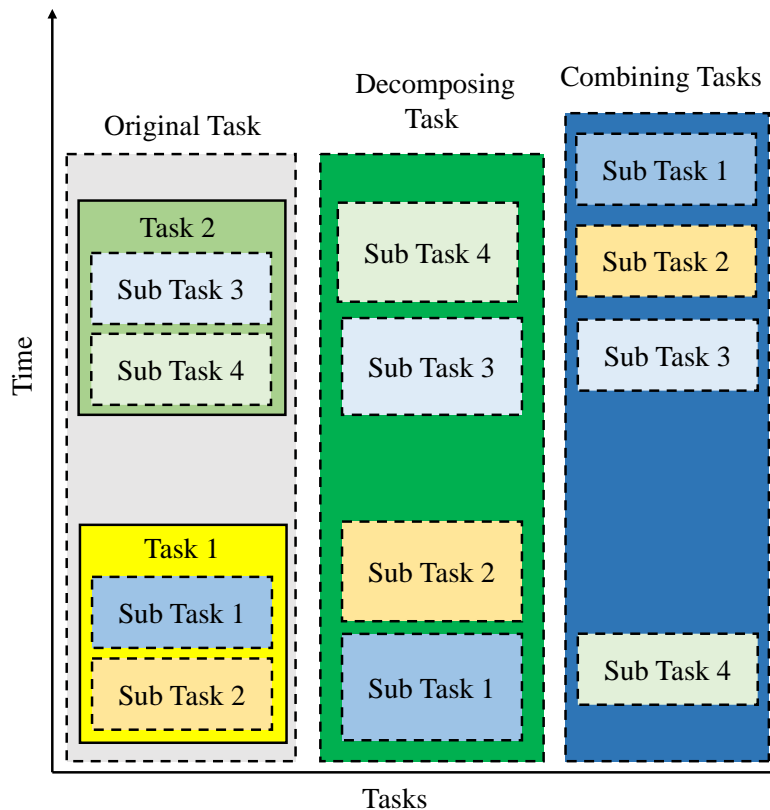 Original Task
Task 2
Sub Task 3
Sub Task 4
Task 1
Sub Task 1
Sub Task 2
Decomposing
Task
Sub Task 4
Sub Task 3
Sub Task 2
Sub Task 1
Combining Tasks
Sub Task 1
Sub Task 2
Sub Task 3
Sub Task 4
Time
Tasks